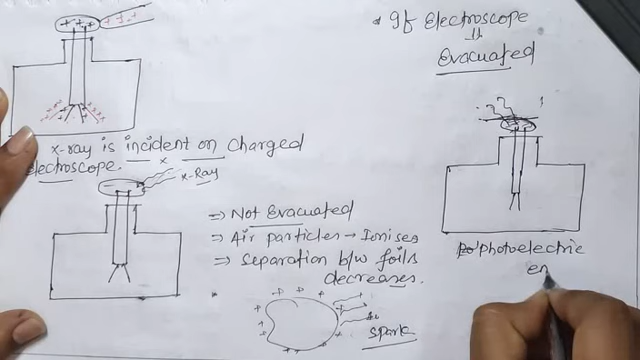 x-ray is incident on charged
electroscope.
x-Ray
⇒ Not Evacuated
⇒ Air particles → Ionises
⇒ Separation b/w foils
decreases.
spark
* If Electroscope
⇓
Evacuated
photoelectric